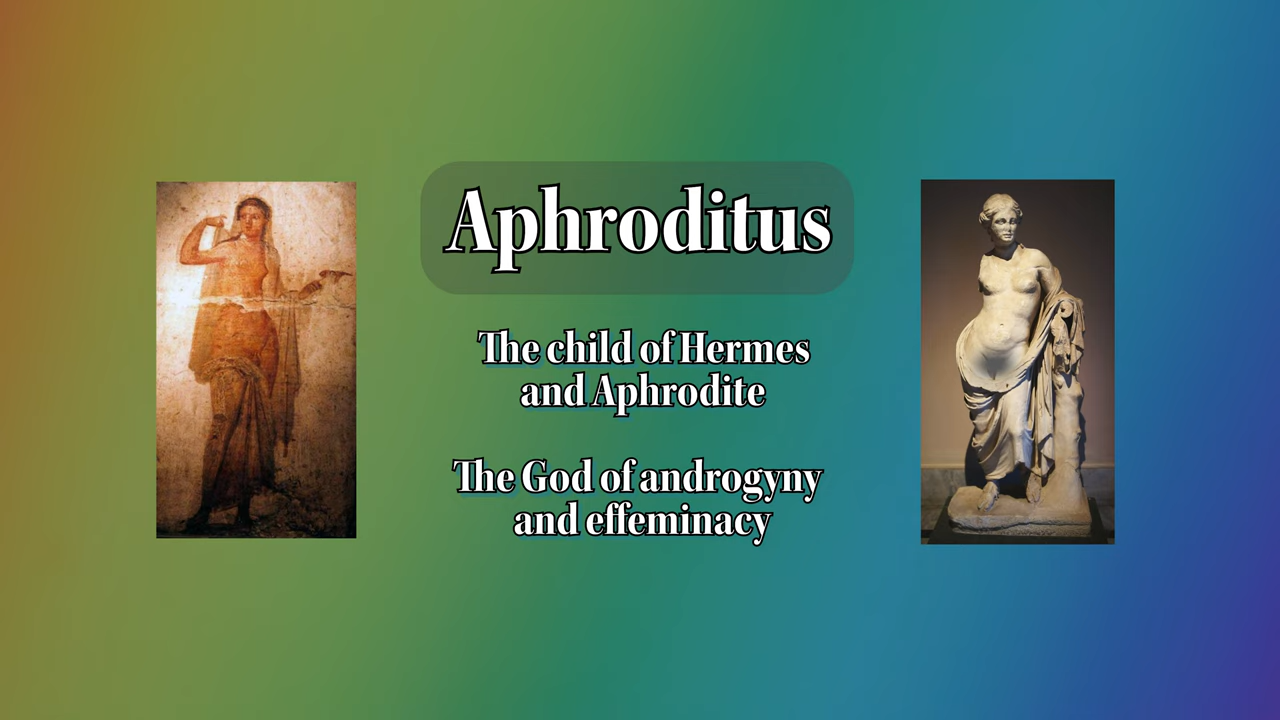 Aphroditus
The child of Hermes
and Aphrodite
The God of androgyny
and effeminacy